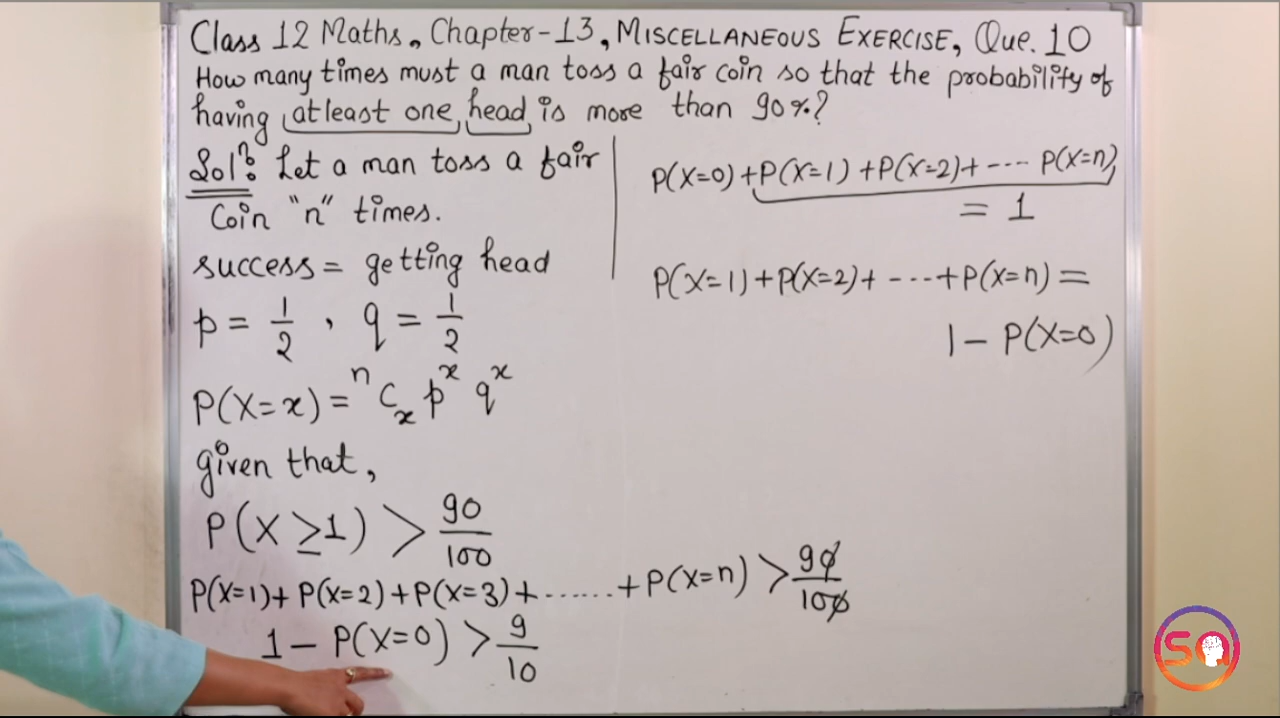 Class 12 Maths, Chapter-13, MISCELLANEOUS EXERCISE, Que. 10
How many times must a man toss a fair coin so that the probability of
having atleast one head is more than 90%?
Solⁿ: Let a man toss a fair
Coin "n" times.
success = getting head
p = 1/2 , q = 1/2
P(X=x) = ⁿCₓ pˣ qˣ
given that,
P(X≥1) > 90/100
P(X=1)+ P(X=2)+P(X=3)+......+P(X=n) > 90/100
1- P(X=0) > 9/10
P(X=0)+P(X=1)+P(X=2)+---- P(X=n)
= 1
P(X=1)+P(X=2)+----+P(X=n)=
1- P(X=0)
SQ